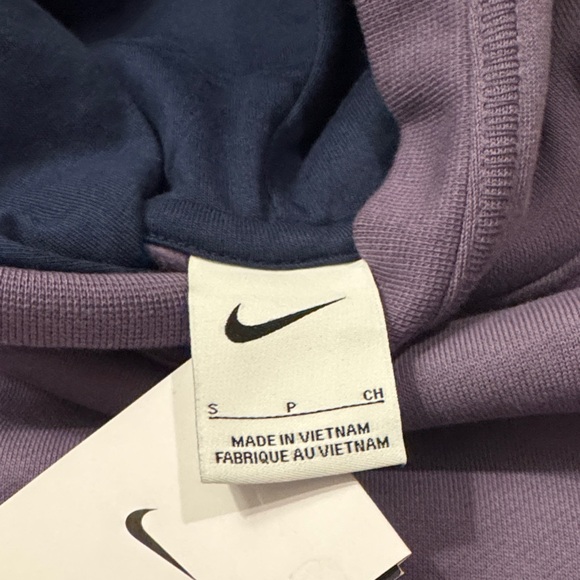 S P CH
MADE IN VIETNAM
FABRIQUE AU VIETNAM